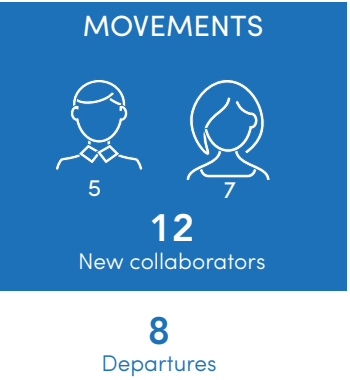 MOVEMENTS
5 7
12
New collaborators
8
Departures